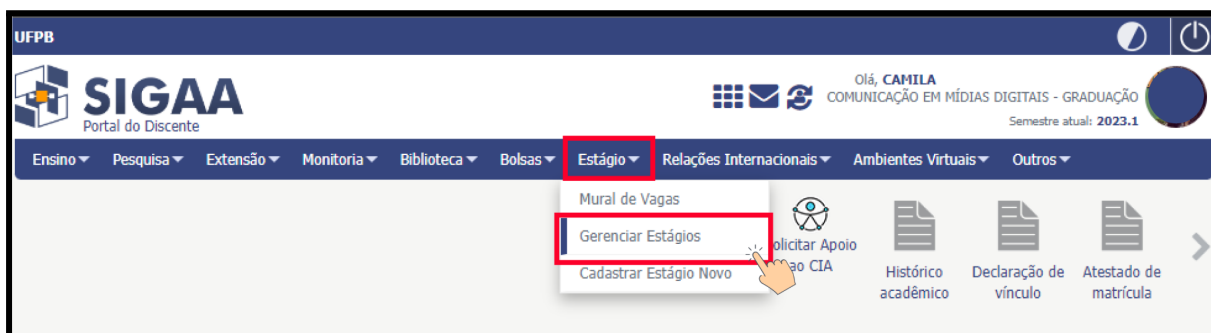 UFPB
SIGAA
Portal do Discente
Olá, CAMILA
COMUNICAÇÃO EM MÍDIAS DIGITAIS - GRADUAÇÃO
Semestre atual: 2023.1
Ensino Pesquisa Extensão Monitoria Biblioteca Bolsas Estágio Relações Internacionais Ambientes Virtuais Outros
Mural de Vagas
Gerenciar Estágios
Cadastrar Estágio Novo
Apoio
ao CIA
Histórico
acadêmico
Declaração de
vínculo
Atestado de
matrícula